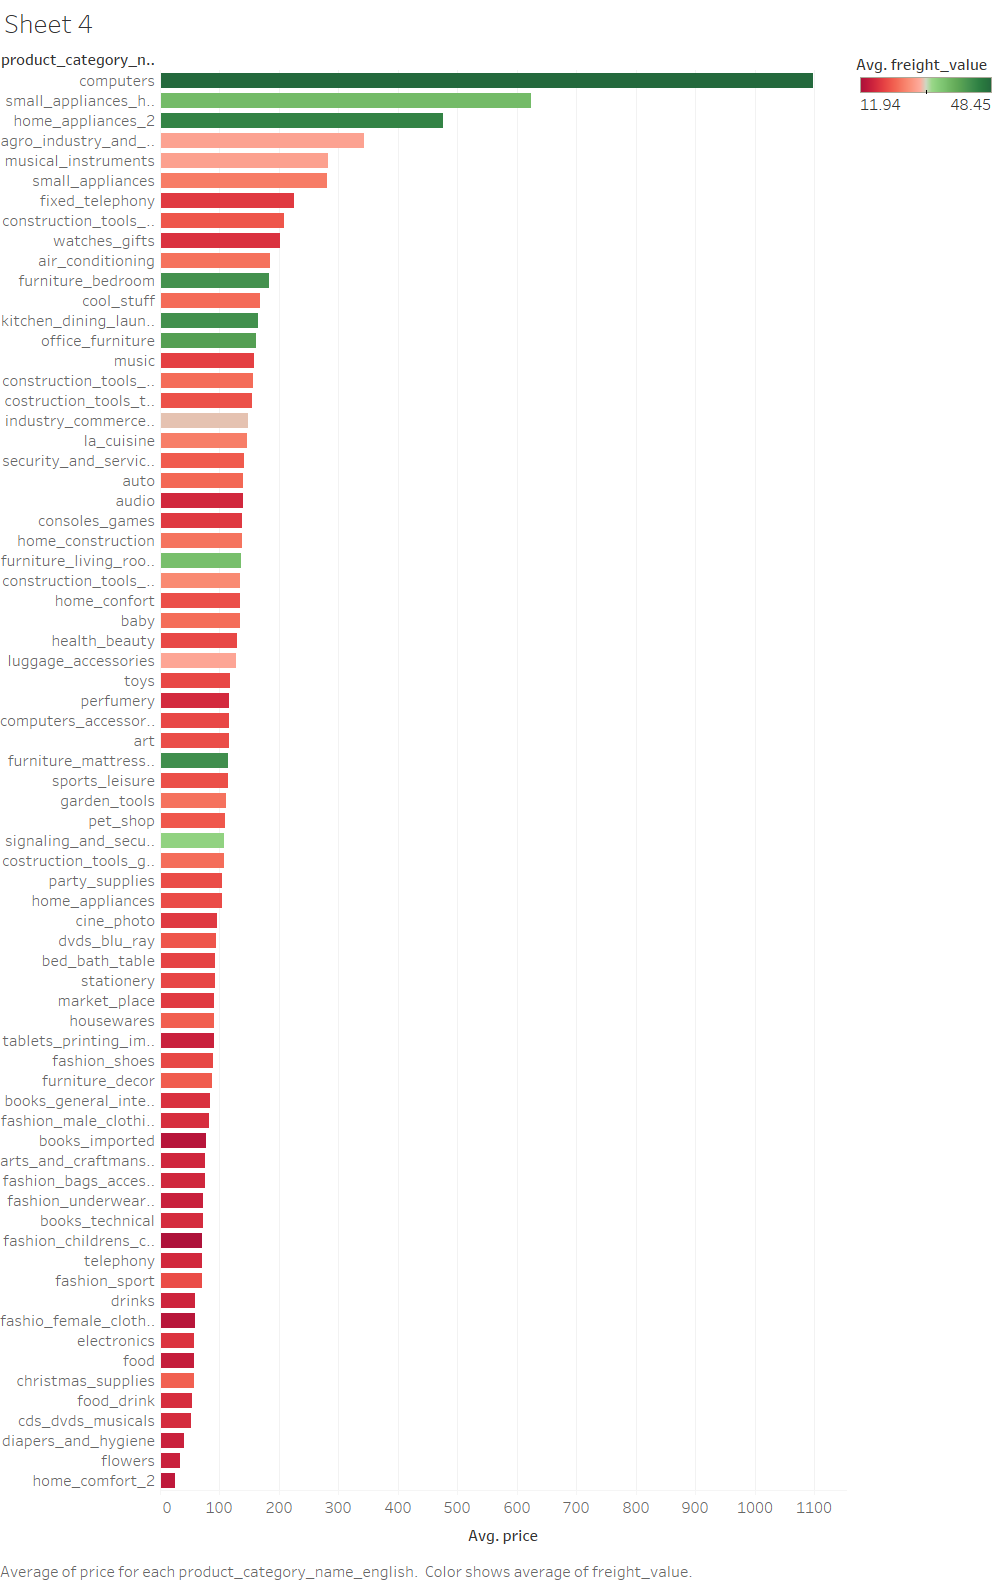 Sheet 4
product_category_n..
Avg. freight_value
computers
11.94 48.45
small_appliances_h..
home_appliances_2
agro_industry_and_..
musical_instruments
small_appliances
fixed_telephony
construction_tools_..
watches_gifts
air_conditioning
furniture_bedroom
cool_stuff
kitchen_dining_laun..
office_furniture
music
construction_tools_..
costruction_tools_t..
industry_commerce..
la_cuisine
security_and_servic..
auto
audio
consoles_games
home_construction
furniture_living_roo..
construction_tools_..
home_confort
baby
health_beauty
luggage_accessories
toys
perfumery
computers_accessor..
art
furniture_mattress..
sports_leisure
garden_tools
pet_shop
signaling_and_secu..
costruction_tools_g..
party_supplies
home_appliances
cine_photo
dvds_blu_ray
bed_bath_table
stationery
market_place
housewares
tablets_printing_im..
fashion_shoes
furniture_decor
books_general_inte..
fashion_male_clothi..
books_imported
arts_and_craftmans..
fashion_bags_acces..
fashion_underwear..
books_technical
fashion_childrens_c..
telephony
fashion_sport
drinks
fashio_female_cloth..
electronics
food
christmas_supplies
food_drink
cds_dvds_musicals
diapers_and_hygiene
flowers
home_comfort_2
0 100 200 300 400 500 600 700 800 900 1000 1100
Avg. price
Average of price for each product_category_name_english. Color shows average of freight_value.